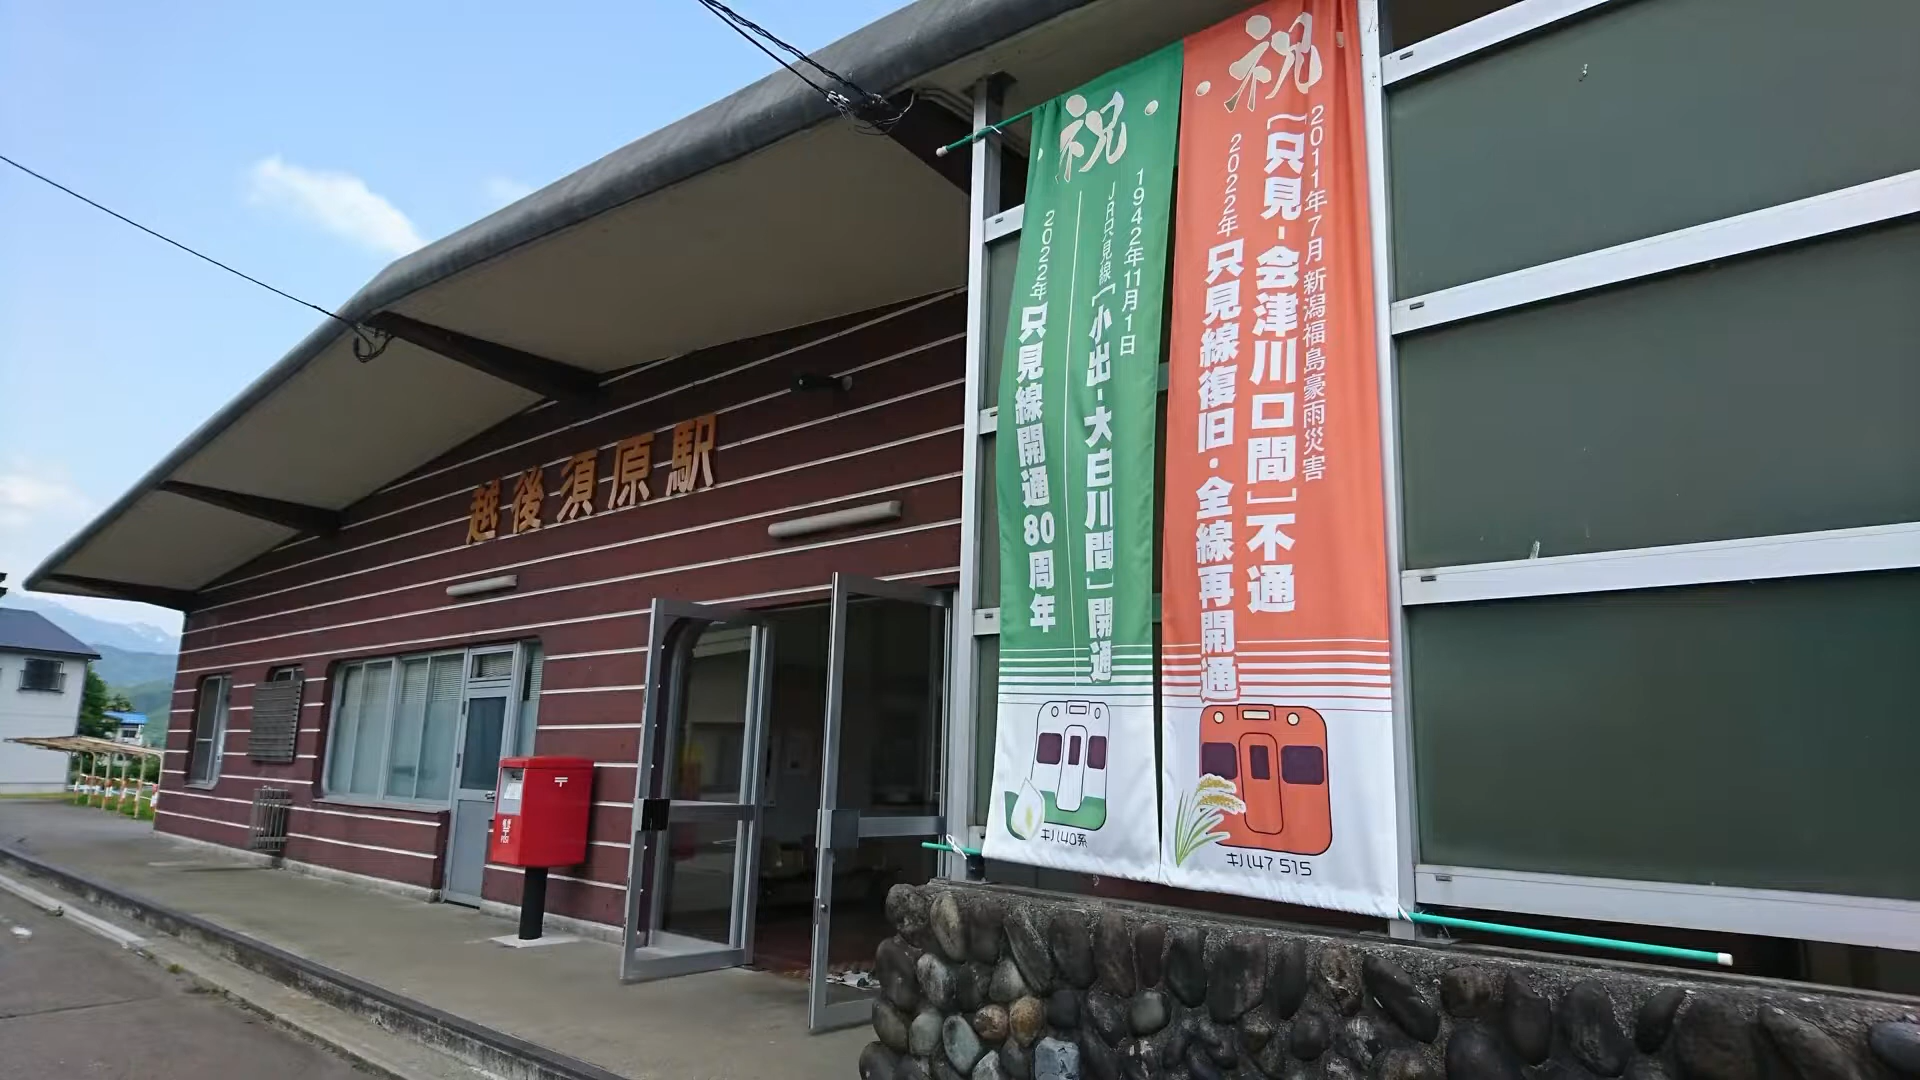 越後須原駅
祝
1942年11月1日
JR只見線[小出-大白川間]開通
2022年只見線開通80周年
キハ40系
祝
2011年7月 新潟福島豪雨災害
[只見-会津川口間]不通
2022年 只見線復旧・全線再開通
キハ47 515
〒